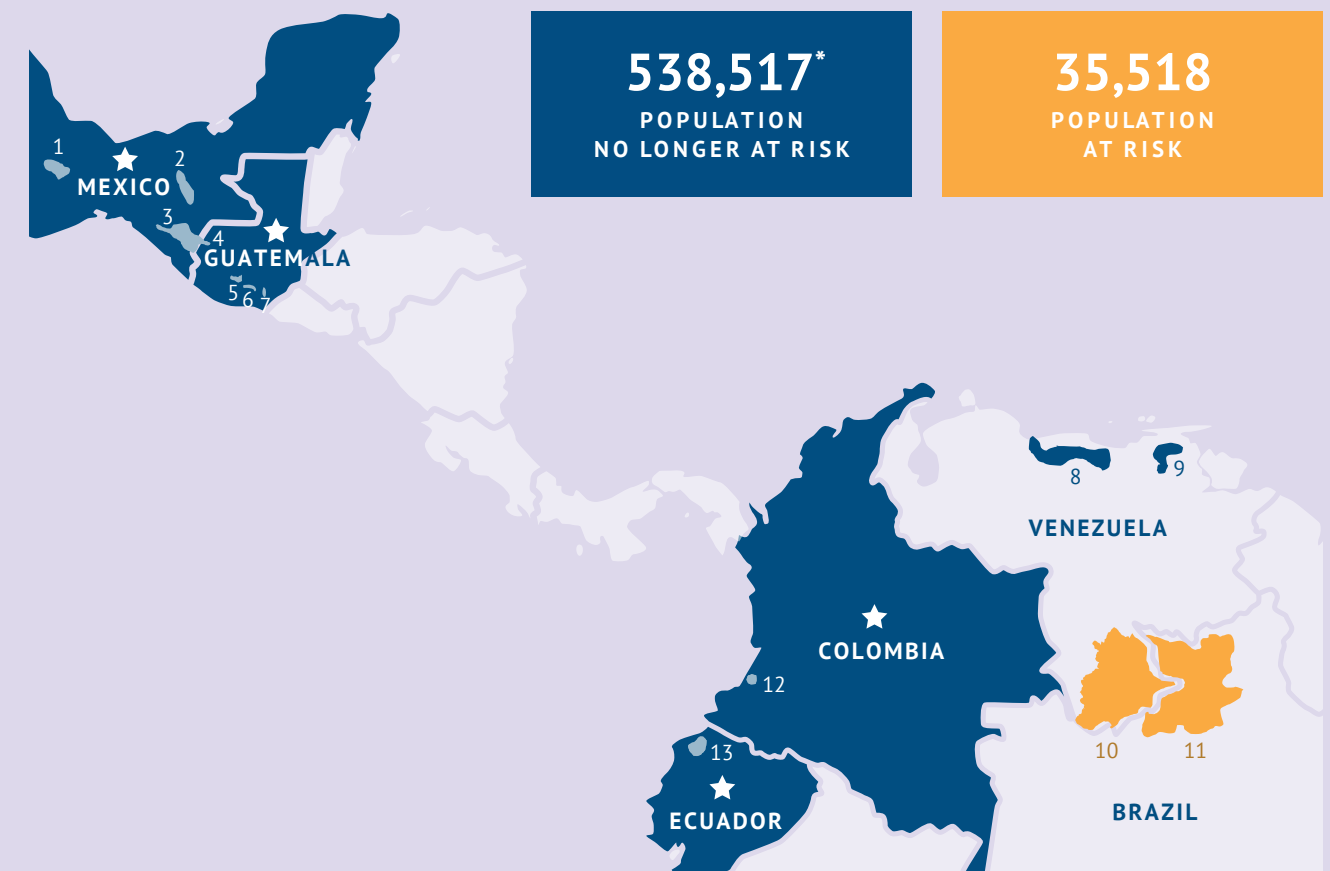 538,517*
POPULATION
NO LONGER AT RISK
35,518
POPULATION
AT RISK
1
2
MEXICO
3
4
GUATEMALA
5
6
7
8
9
VENEZUELA
COLOMBIA
12
10
11
13
BRAZIL
ECUADOR